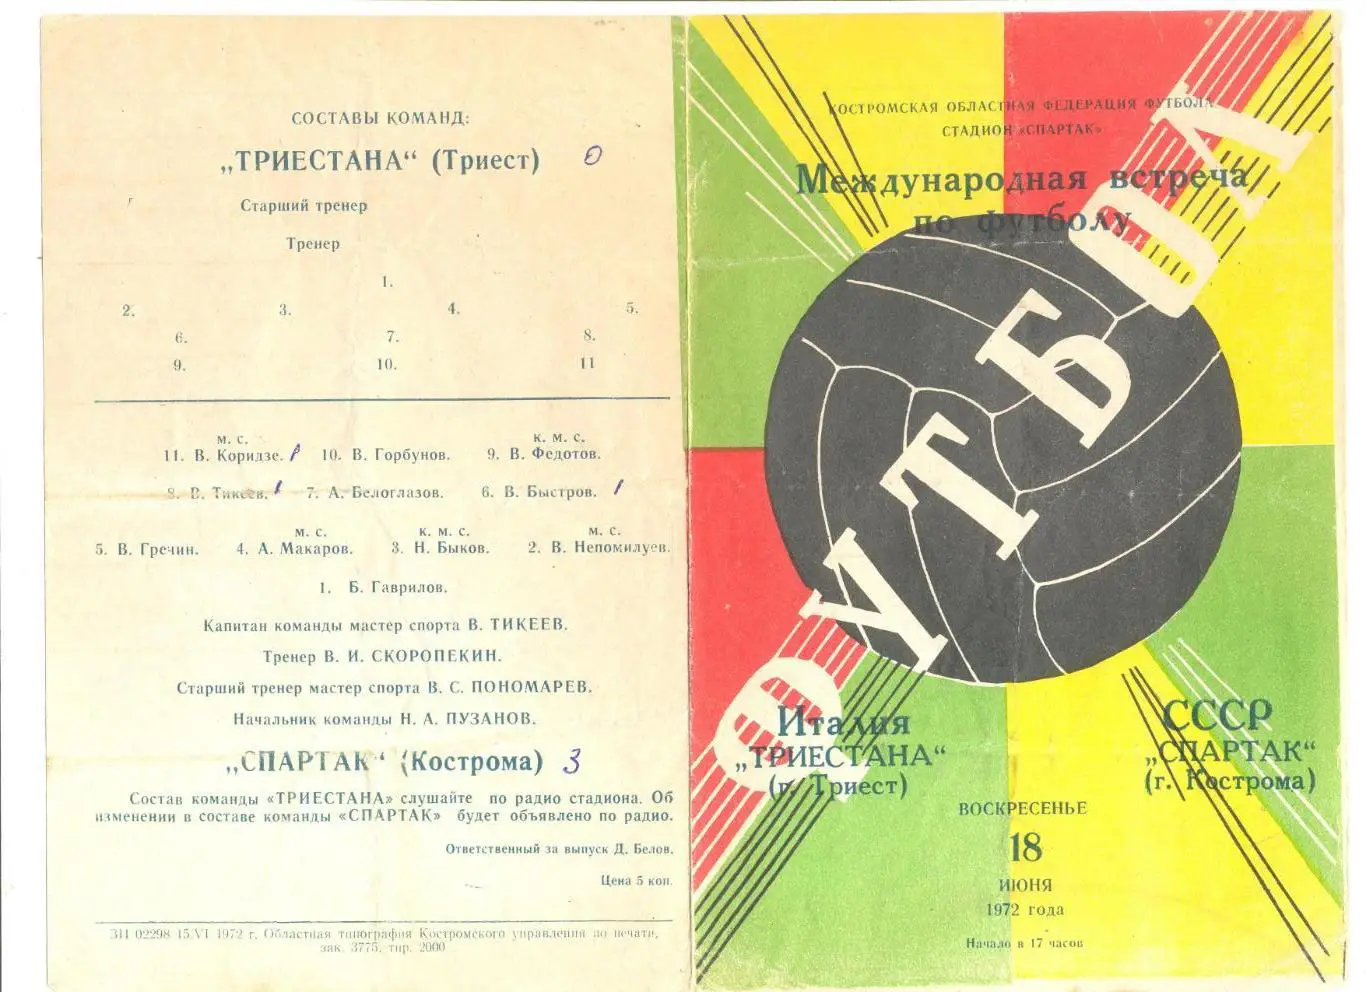 СОСТАВЫ КОМАНД:
„ТРИЕСТАНА“ (Триест) 0
Старший тренер
Тренер
1.
2. 3. 4. 5.
6. 7. 8.
9. 10. 11
м. с. к. м. с.
11. В. Коридзе. / 10. В. Горбунов. 9. В. Федотов.
8. В. Тикеев. / 7. А. Белоглазов. 6. В. Быстров. /
м. с. к. м. с. м. с.
5. В. Гречин. 4. А. Макаров. 3. Н. Быков. 2. В. Непомилуев.
1. Б. Гаврилов.
Капитан команды мастер спорта В. ТИКЕЕВ.
Тренер В. И. СКОРОПЕКИН.
Старший тренер мастер спорта В. С. ПОНОМАРЕВ.
Начальник команды Н. А. ПУЗАНОВ.
„СПАРТАК“ (Кострома) 3
Состав команды «ТРИЕСТАНА» слушайте по радио стадиона. Об
изменении в составе команды «СПАРТАК» будет объявлено по радио.
Ответственный за выпуск Д. Белов.
Цена 5 коп.
ЗП 02298 15.VI 1972 г. Областная типография Костромского управления по печати,
зак. 3775, тир. 2000
КОСТРОМСКАЯ ОБЛАСТНАЯ ФЕДЕРАЦИЯ ФУТБОЛА
СТАДИОН «СПАРТАК»
Международная встреча
по футболу
ФУТБОЛ
Италия
„ТРИЕСТАНА“
(г. Триест)
СССР
„СПАРТАК“
(г. Кострома)
ВОСКРЕСЕНЬЕ
18
ИЮНЯ
1972 года
Начало в 17 часов